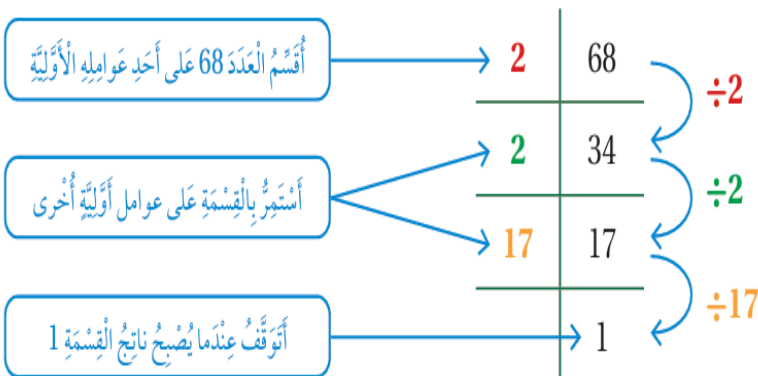 أُقَسِّمُ الْعَدَدَ 68 عَلى أَحَدِ عَوامِلِهِ الْأَوَّلِيَّةِ
2 68
÷2
أَسْتَمِرُّ بِالْقِسْمَةِ عَلى عوامل أَوَّلِيَّةٍ أُخْرى
2 34
÷2
17 17
÷17
أَتَوَقَّفُ عِنْدَما يُصْبِحُ ناتِجُ الْقِسْمَةِ 1
1